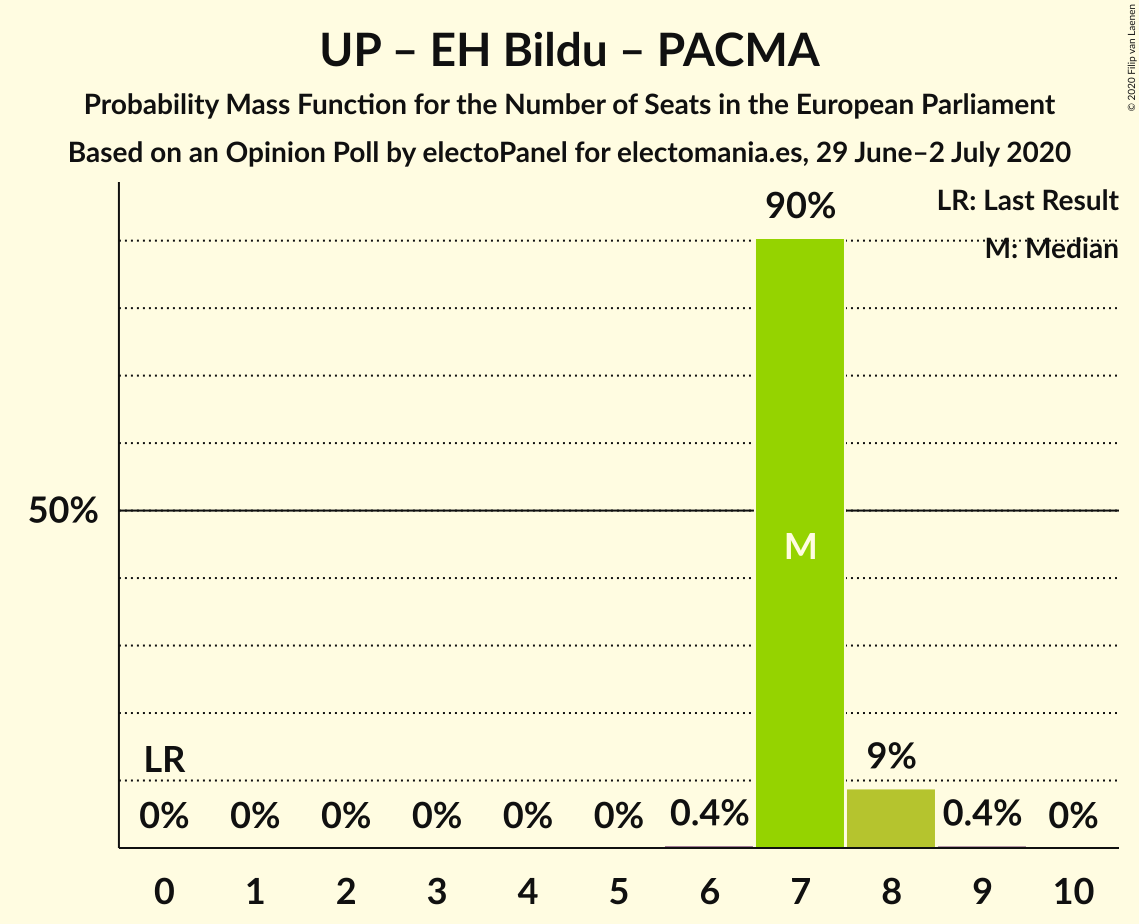 UP – EH Bildu – PACMA
Probability Mass Function for the Number of Seats in the European Parliament
Based on an Opinion Poll by electoPanel for electomania.es, 29 June–2 July 2020
© 2020 Filip van Laenen
LR: Last Result
M: Median
90%
50%
M
LR
9%
0% 0% 0% 0% 0% 0% 0.4% 0.4% 0%
0 1 2 3 4 5 6 7 8 9 10